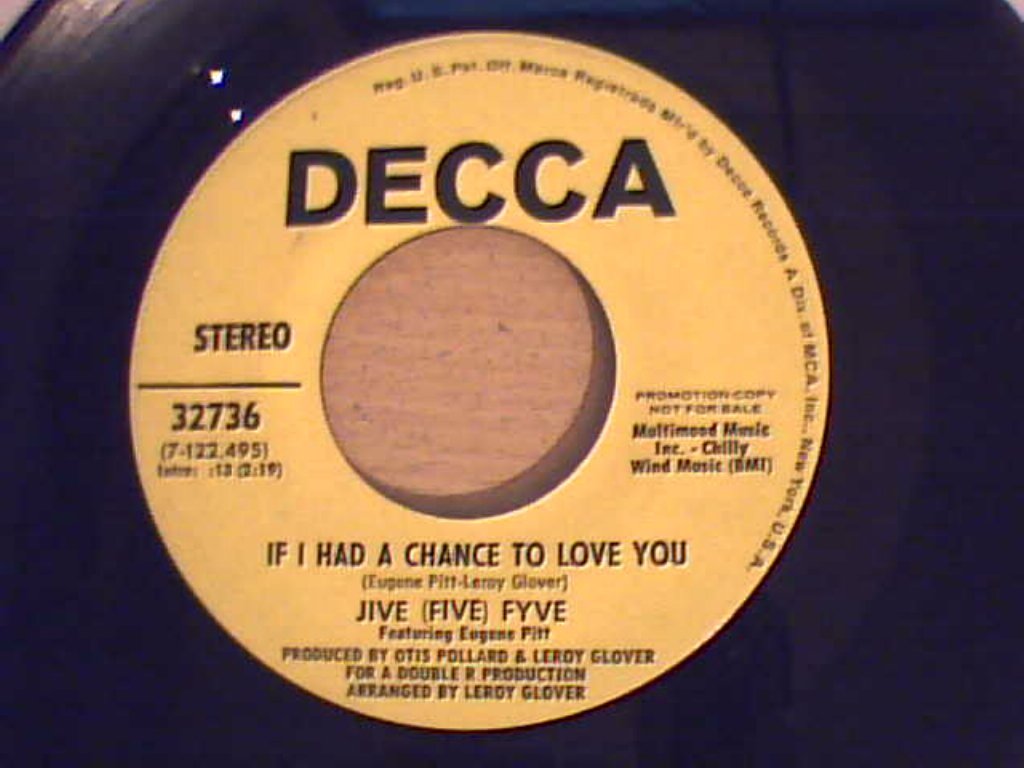 Reg. U.S. Pat. Off. Marca Registrada Mfr'd by Decca Records A Div. of MCA, Inc., New York, U.S.A.
DECCA
STEREO
32736
(7-122,495)
Intro: :13 (2:19)
PROMOTION COPY
NOT FOR SALE
Multimood Music
Inc. - Chilly
Wind Music (BMI)
IF I HAD A CHANCE TO LOVE YOU
(Eugene Pitt-Leroy Glover)
JIVE (FIVE) FYVE
Featuring Eugene Pitt
PRODUCED BY OTIS POLLARD & LEROY GLOVER
FOR A DOUBLE R PRODUCTION
ARRANGED BY LEROY GLOVER